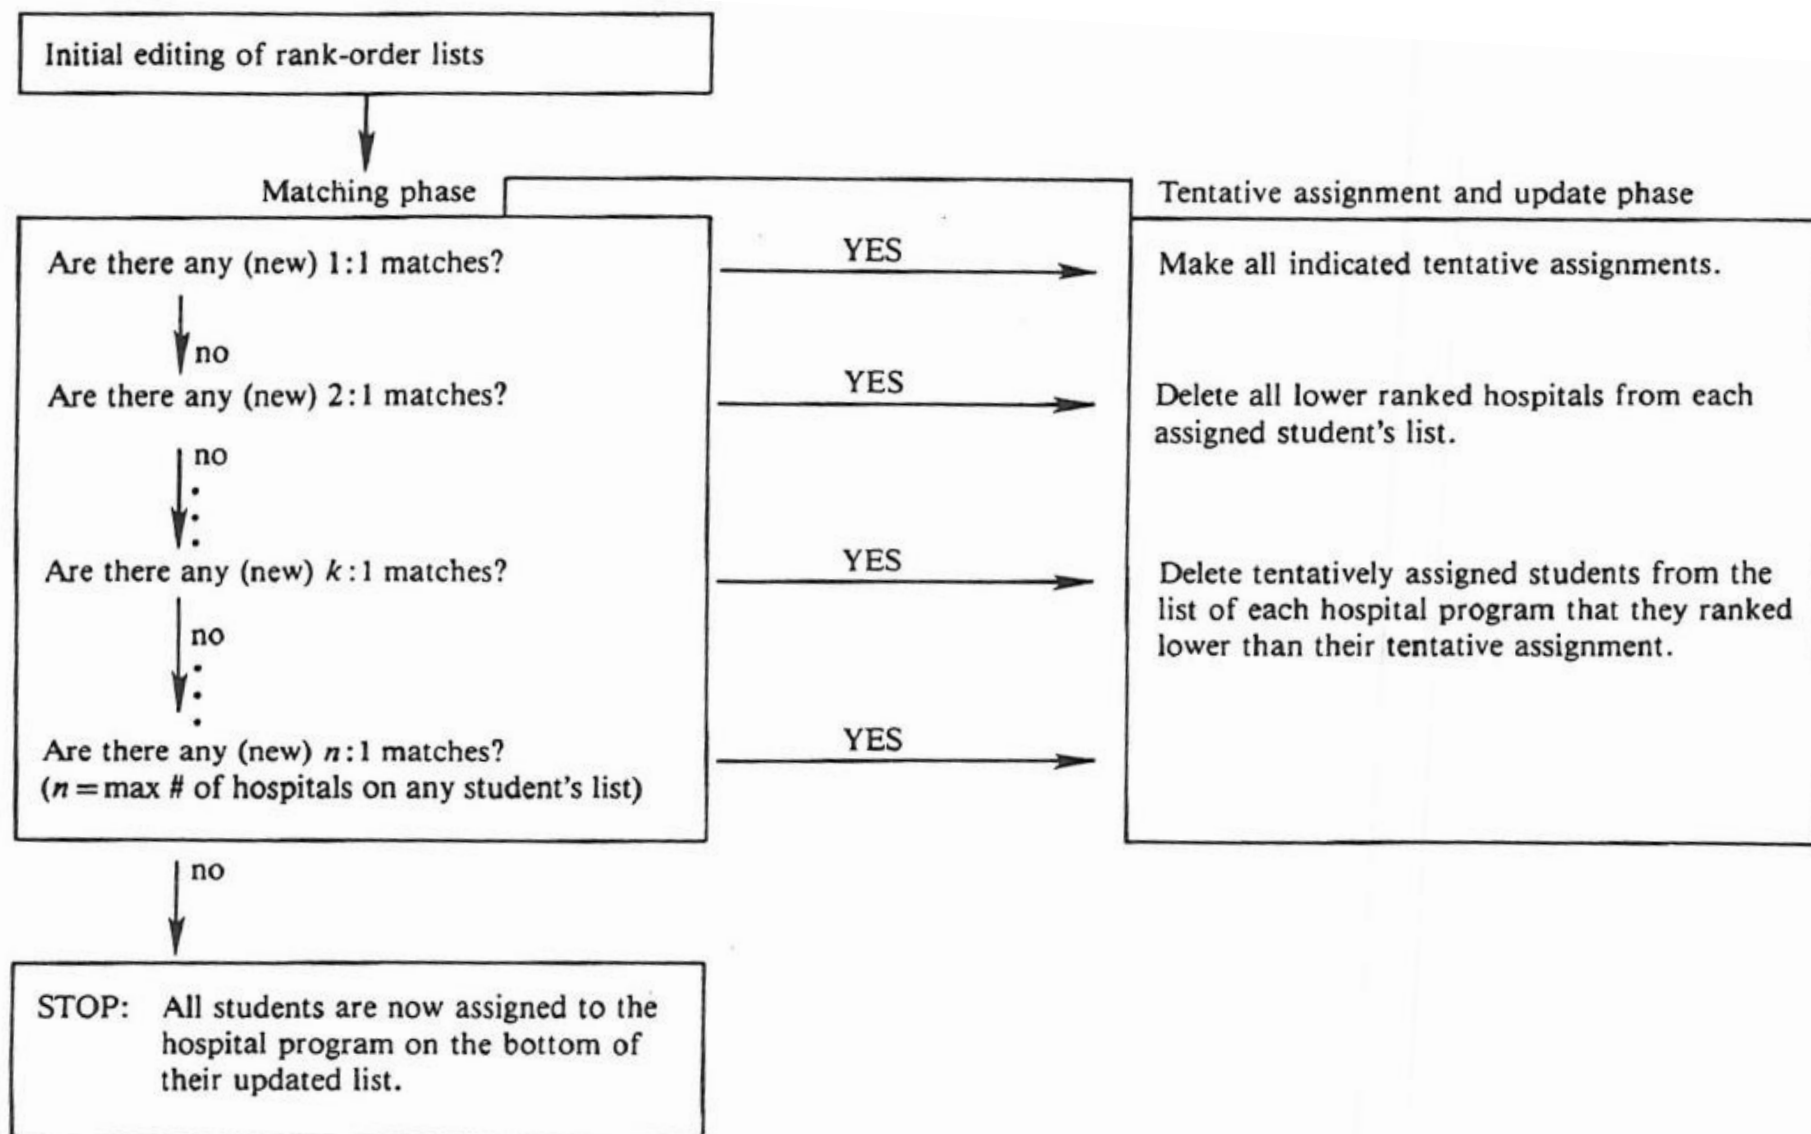 Initial editing of rank-order lists
Matching phase
Tentative assignment and update phase
Are there any (new) 1:1 matches?
YES
Make all indicated tentative assignments.
no
Are there any (new) 2:1 matches?
YES
Delete all lower ranked hospitals from each
assigned student's list.
no
Are there any (new) k:1 matches?
YES
Delete tentatively assigned students from the
list of each hospital program that they ranked
lower than their tentative assignment.
no
Are there any (new) n:1 matches?
(n=max # of hospitals on any student's list)
YES
no
STOP: All students are now assigned to the
hospital program on the bottom of
their updated list.